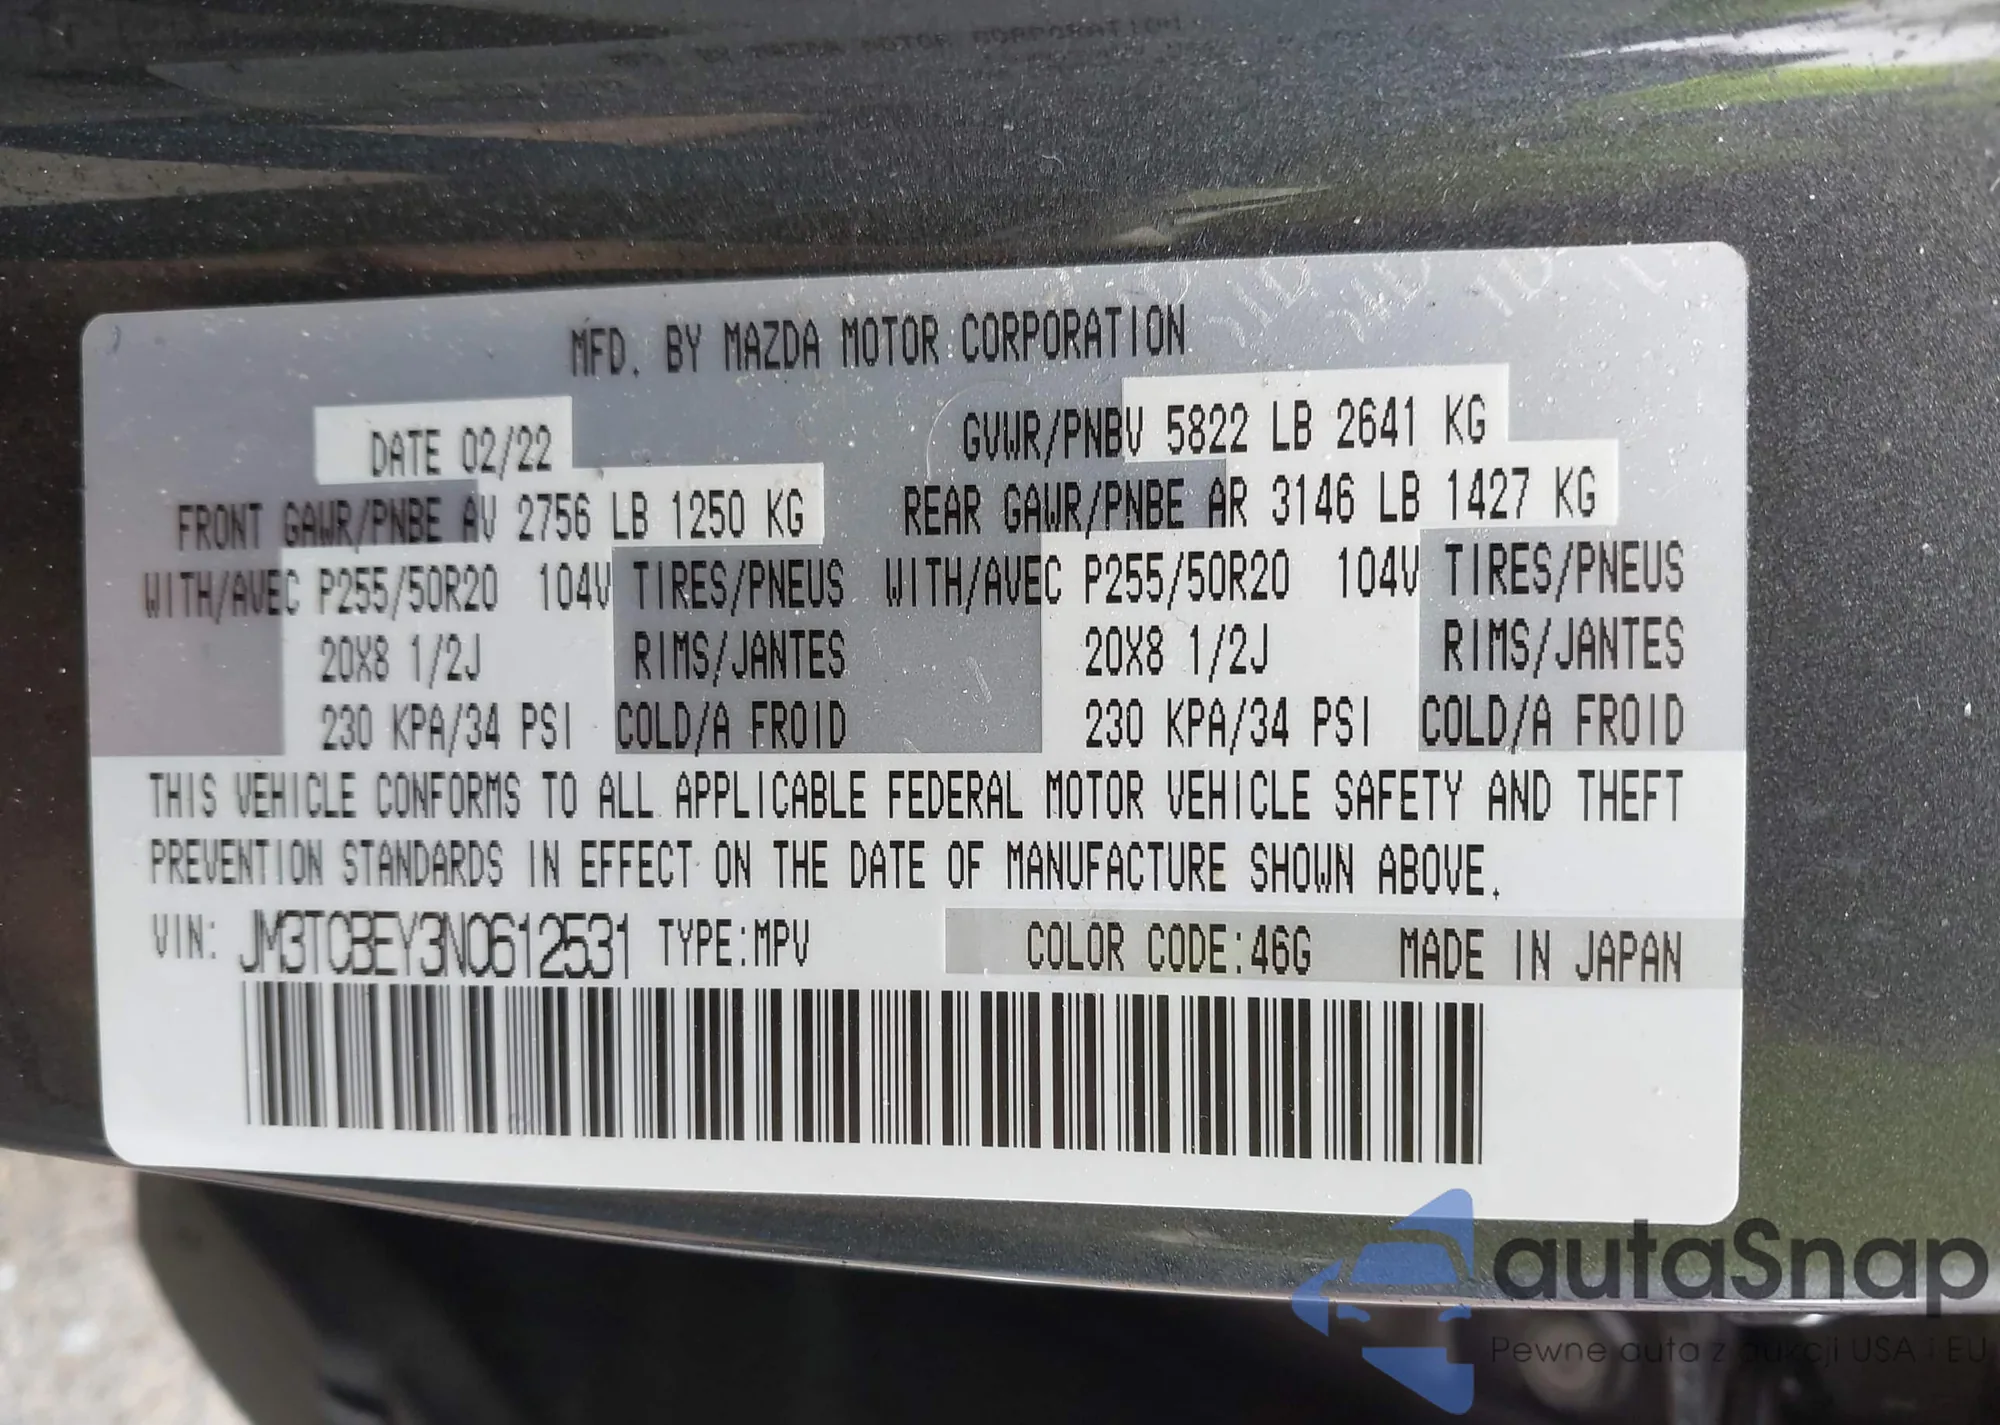 MFD. BY MAZDA MOTOR CORPORATION
DATE 02/22 GVWR/PNBV 5822 LB 2641 KG
FRONT GAWR/PNBE AV 2756 LB 1250 KG REAR GAWR/PNBE AR 3146 LB 1427 KG
WITH/AVEC P255/50R20 104V TIRES/PNEUS WITH/AVEC P255/50R20 104V TIRES/PNEUS
20X8 1/2J RIMS/JANTES 20X8 1/2J RIMS/JANTES
230 KPA/34 PSI COLD/A FROID 230 KPA/34 PSI COLD/A FROID
THIS VEHICLE CONFORMS TO ALL APPLICABLE FEDERAL MOTOR VEHICLE SAFETY AND THEFT
PREVENTION STANDARDS IN EFFECT ON THE DATE OF MANUFACTURE SHOWN ABOVE.
VIN: JM3TCBEY3N0612531 TYPE:MPV COLOR CODE:46G MADE IN JAPAN
autaSnap
Pewne auta z aukcji USA i EU